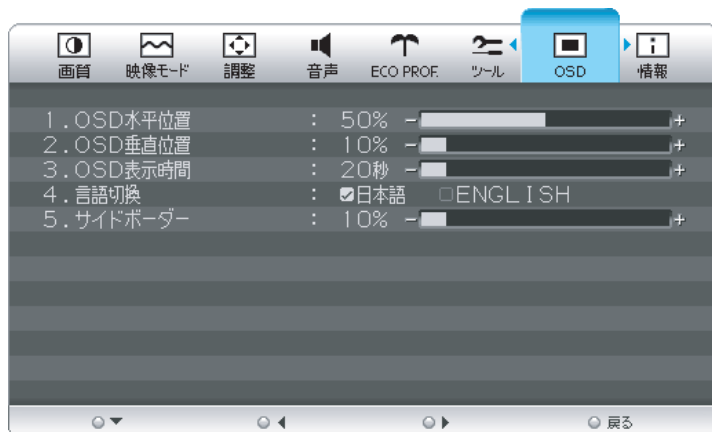 画質 映像モード 調整 音声 ECO PROF. ツール OSD 情報
1.OSD水平位置 : 50% − +
2.OSD垂直位置 : 10% − +
3.OSD表示時間 : 20秒 − +
4.言語切換 : 日本語 ENGLISH
5.サイドボーダー : 10% − +
戻る